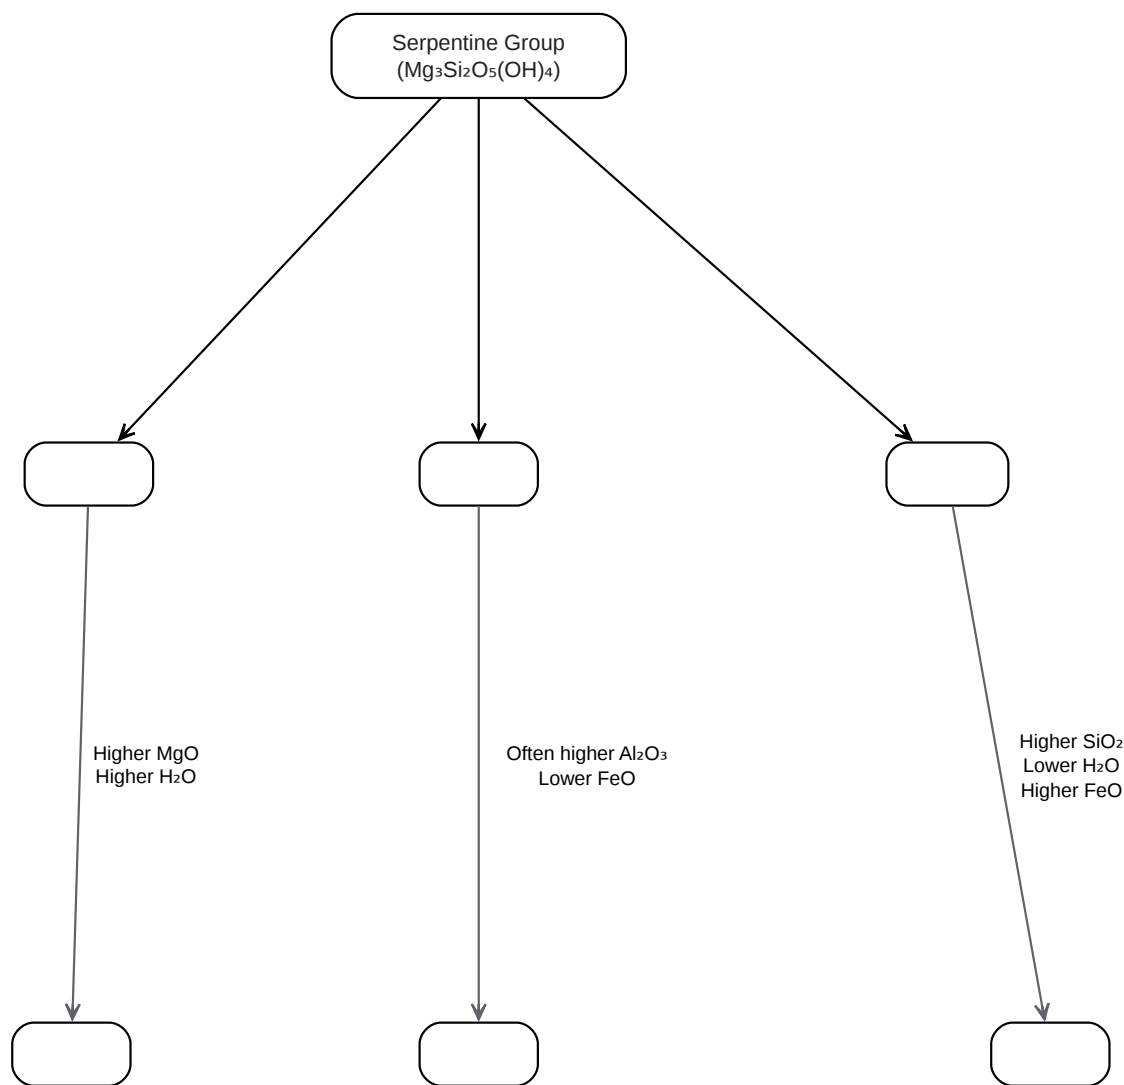 Serpentine Group
(Mg₃Si₂O₅(OH)₄)
Higher MgO
Higher H₂O
Often higher Al₂O₃
Lower FeO
Higher SiO₂
Lower H₂O
Higher FeO